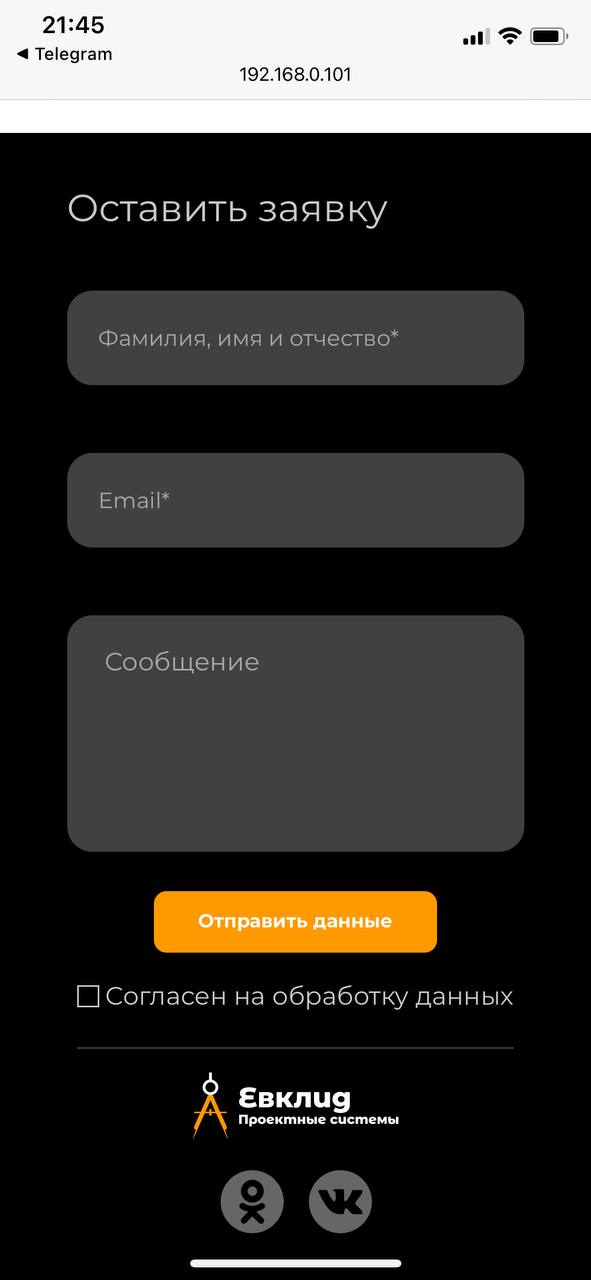 21:45
◀ Telegram
192.168.0.101
Оставить заявку
Фамилия, имя и отчество*
Email*
Сообщение
Отправить данные
Согласен на обработку данных
Евклид
Проектные системы